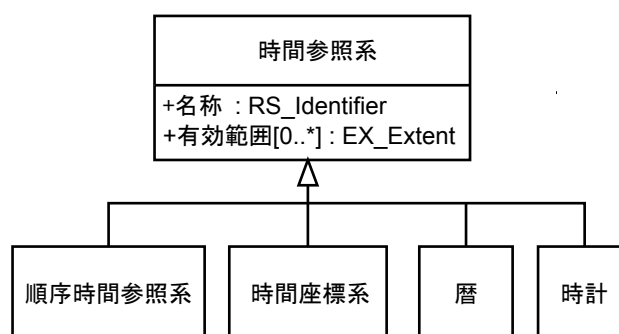 時間参照系
+名称 : RS_Identifier
+有効範囲[0..*] : EX_Extent
順序時間参照系
時間座標系
暦
時計